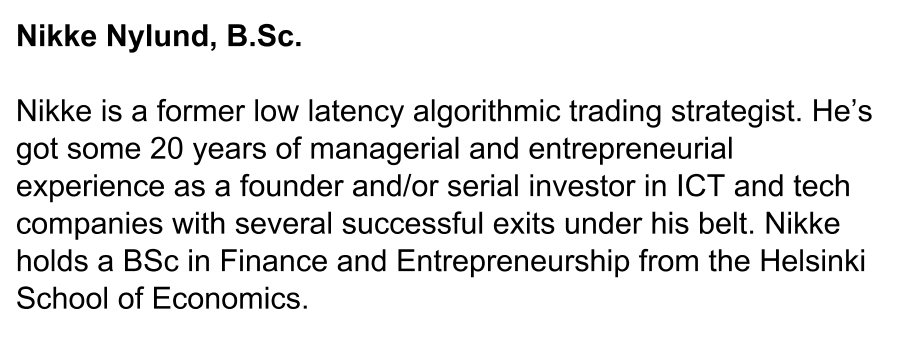 Nikke Nylund, B.Sc.
Nikke is a former low latency algorithmic trading strategist. He’s
got some 20 years of managerial and entrepreneurial
experience as a founder and/or serial investor in ICT and tech
companies with several successful exits under his belt. Nikke
holds a BSc in Finance and Entrepreneurship from the Helsinki
School of Economics.